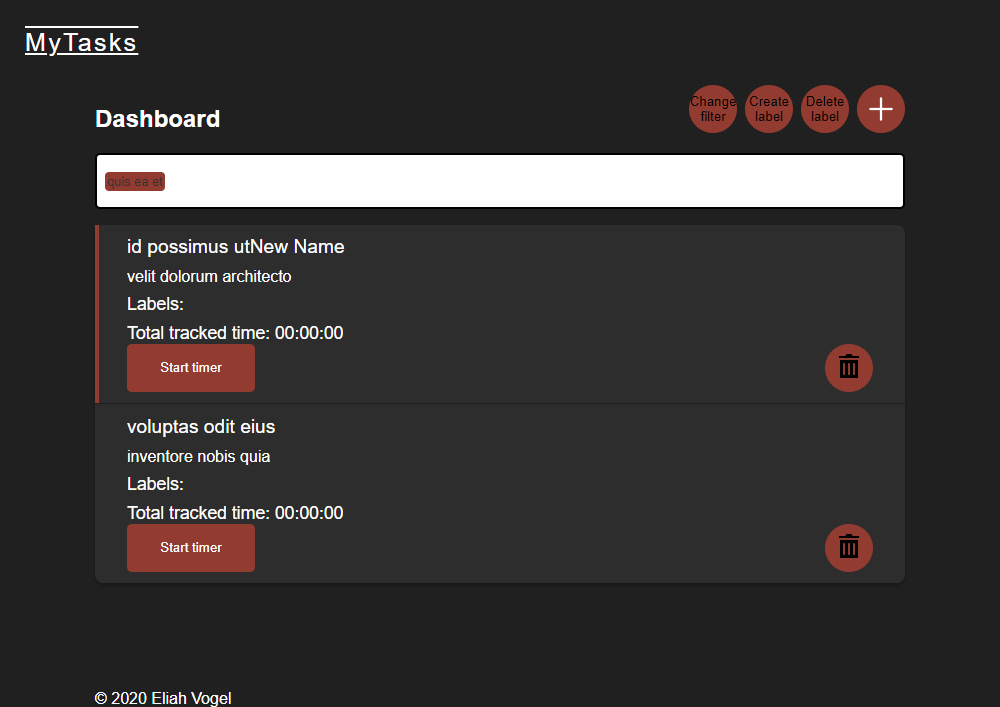 MyTasks
Dashboard
Change
filter
Create
label
Delete
label
quis ea et
id possimus utNew Name
velit dolorum architecto
Labels:
Total tracked time: 00:00:00
Start timer
voluptas odit eius
inventore nobis quia
Labels:
Total tracked time: 00:00:00
Start timer
© 2020 Eliah Vogel